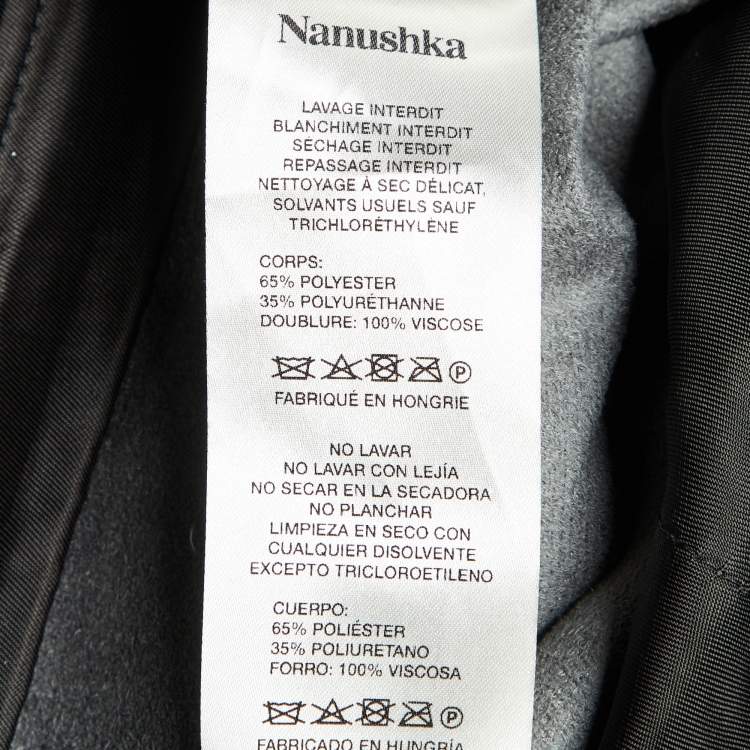 Nanushka
LAVAGE INTERDIT
BLANCHIMENT INTERDIT
SÉCHAGE INTERDIT
REPASSAGE INTERDIT
NETTOYAGE À SEC DÉLICAT,
SOLVANTS USUELS SAUF
TRICHLORÉTHYLÈNE
CORPS:
65% POLYESTER
35% POLYURÉTHANNE
DOUBLURE: 100% VISCOSE
P
FABRIQUÉ EN HONGRIE
NO LAVAR
NO LAVAR CON LEJÍA
NO SECAR EN LA SECADORA
NO PLANCHAR
LIMPIEZA EN SECO CON
CUALQUIER DISOLVENTE
EXCEPTO TRICLOROETILENO
CUERPO:
65% POLIÉSTER
35% POLIURETANO
FORRO: 100% VISCOSA
P
FABRICADO EN HUNGRÍA